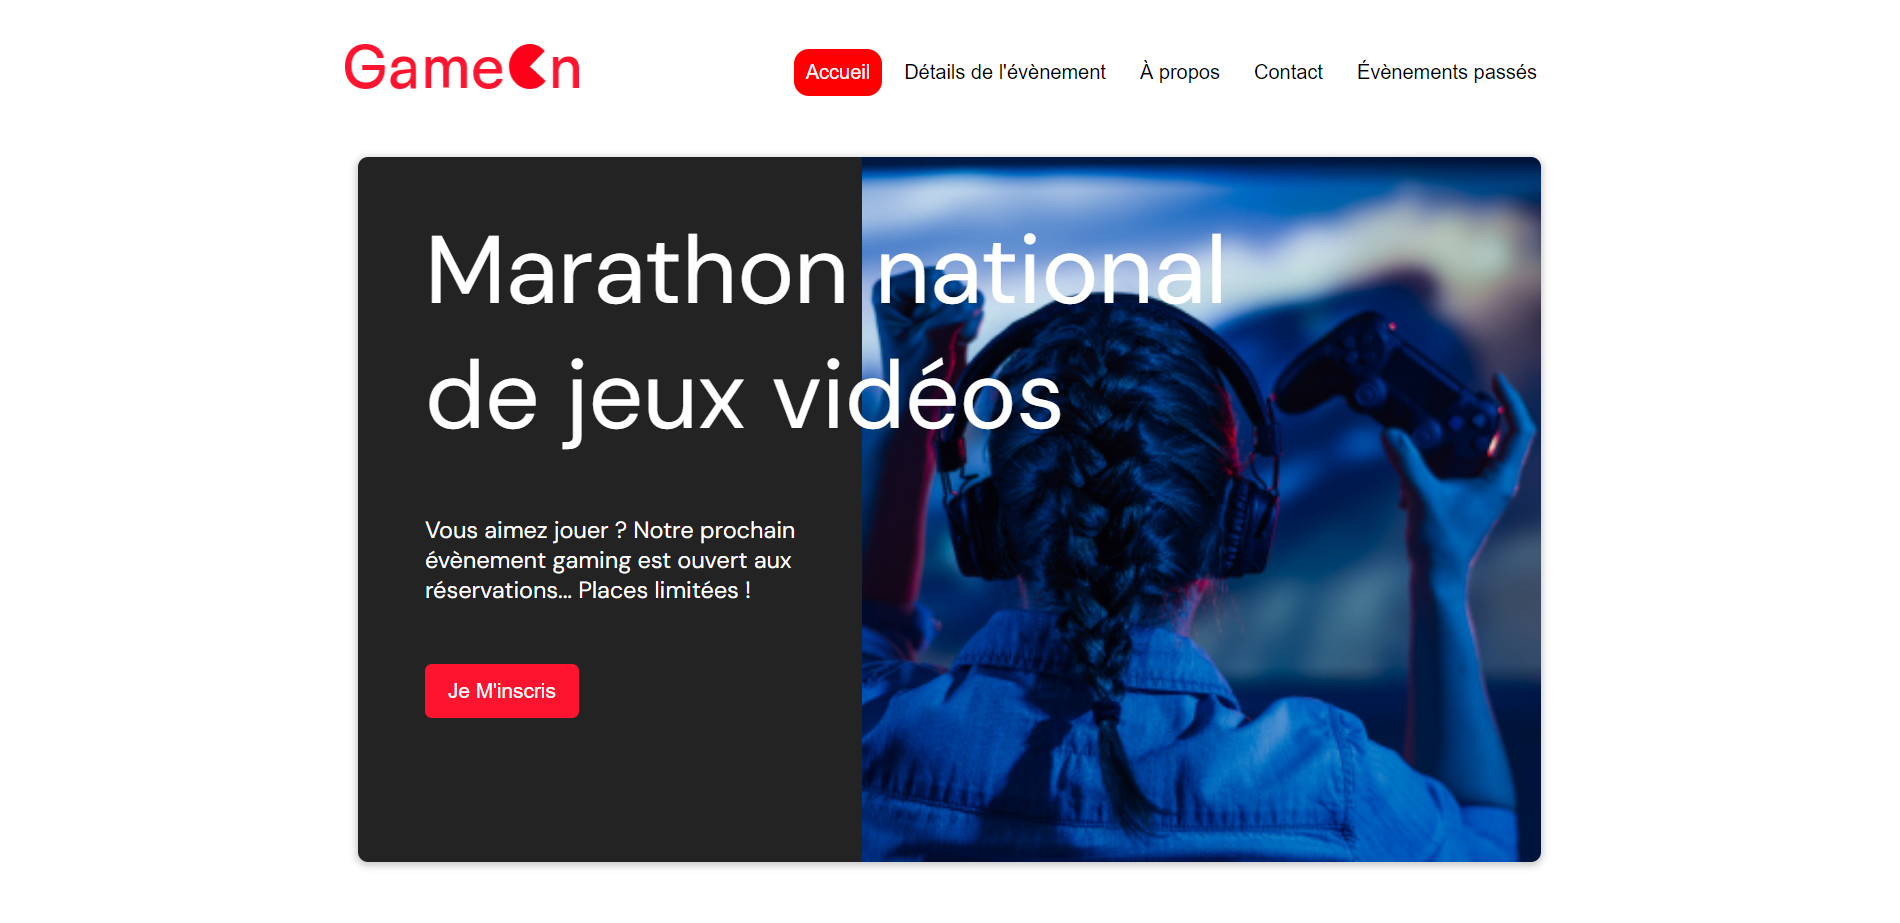 GameOn
Accueil Détails de l'évènement À propos Contact Évènements passés
Marathon national
de jeux vidéos
Vous aimez jouer ? Notre prochain
évènement gaming est ouvert aux
réservations... Places limitées !
Je M'inscris